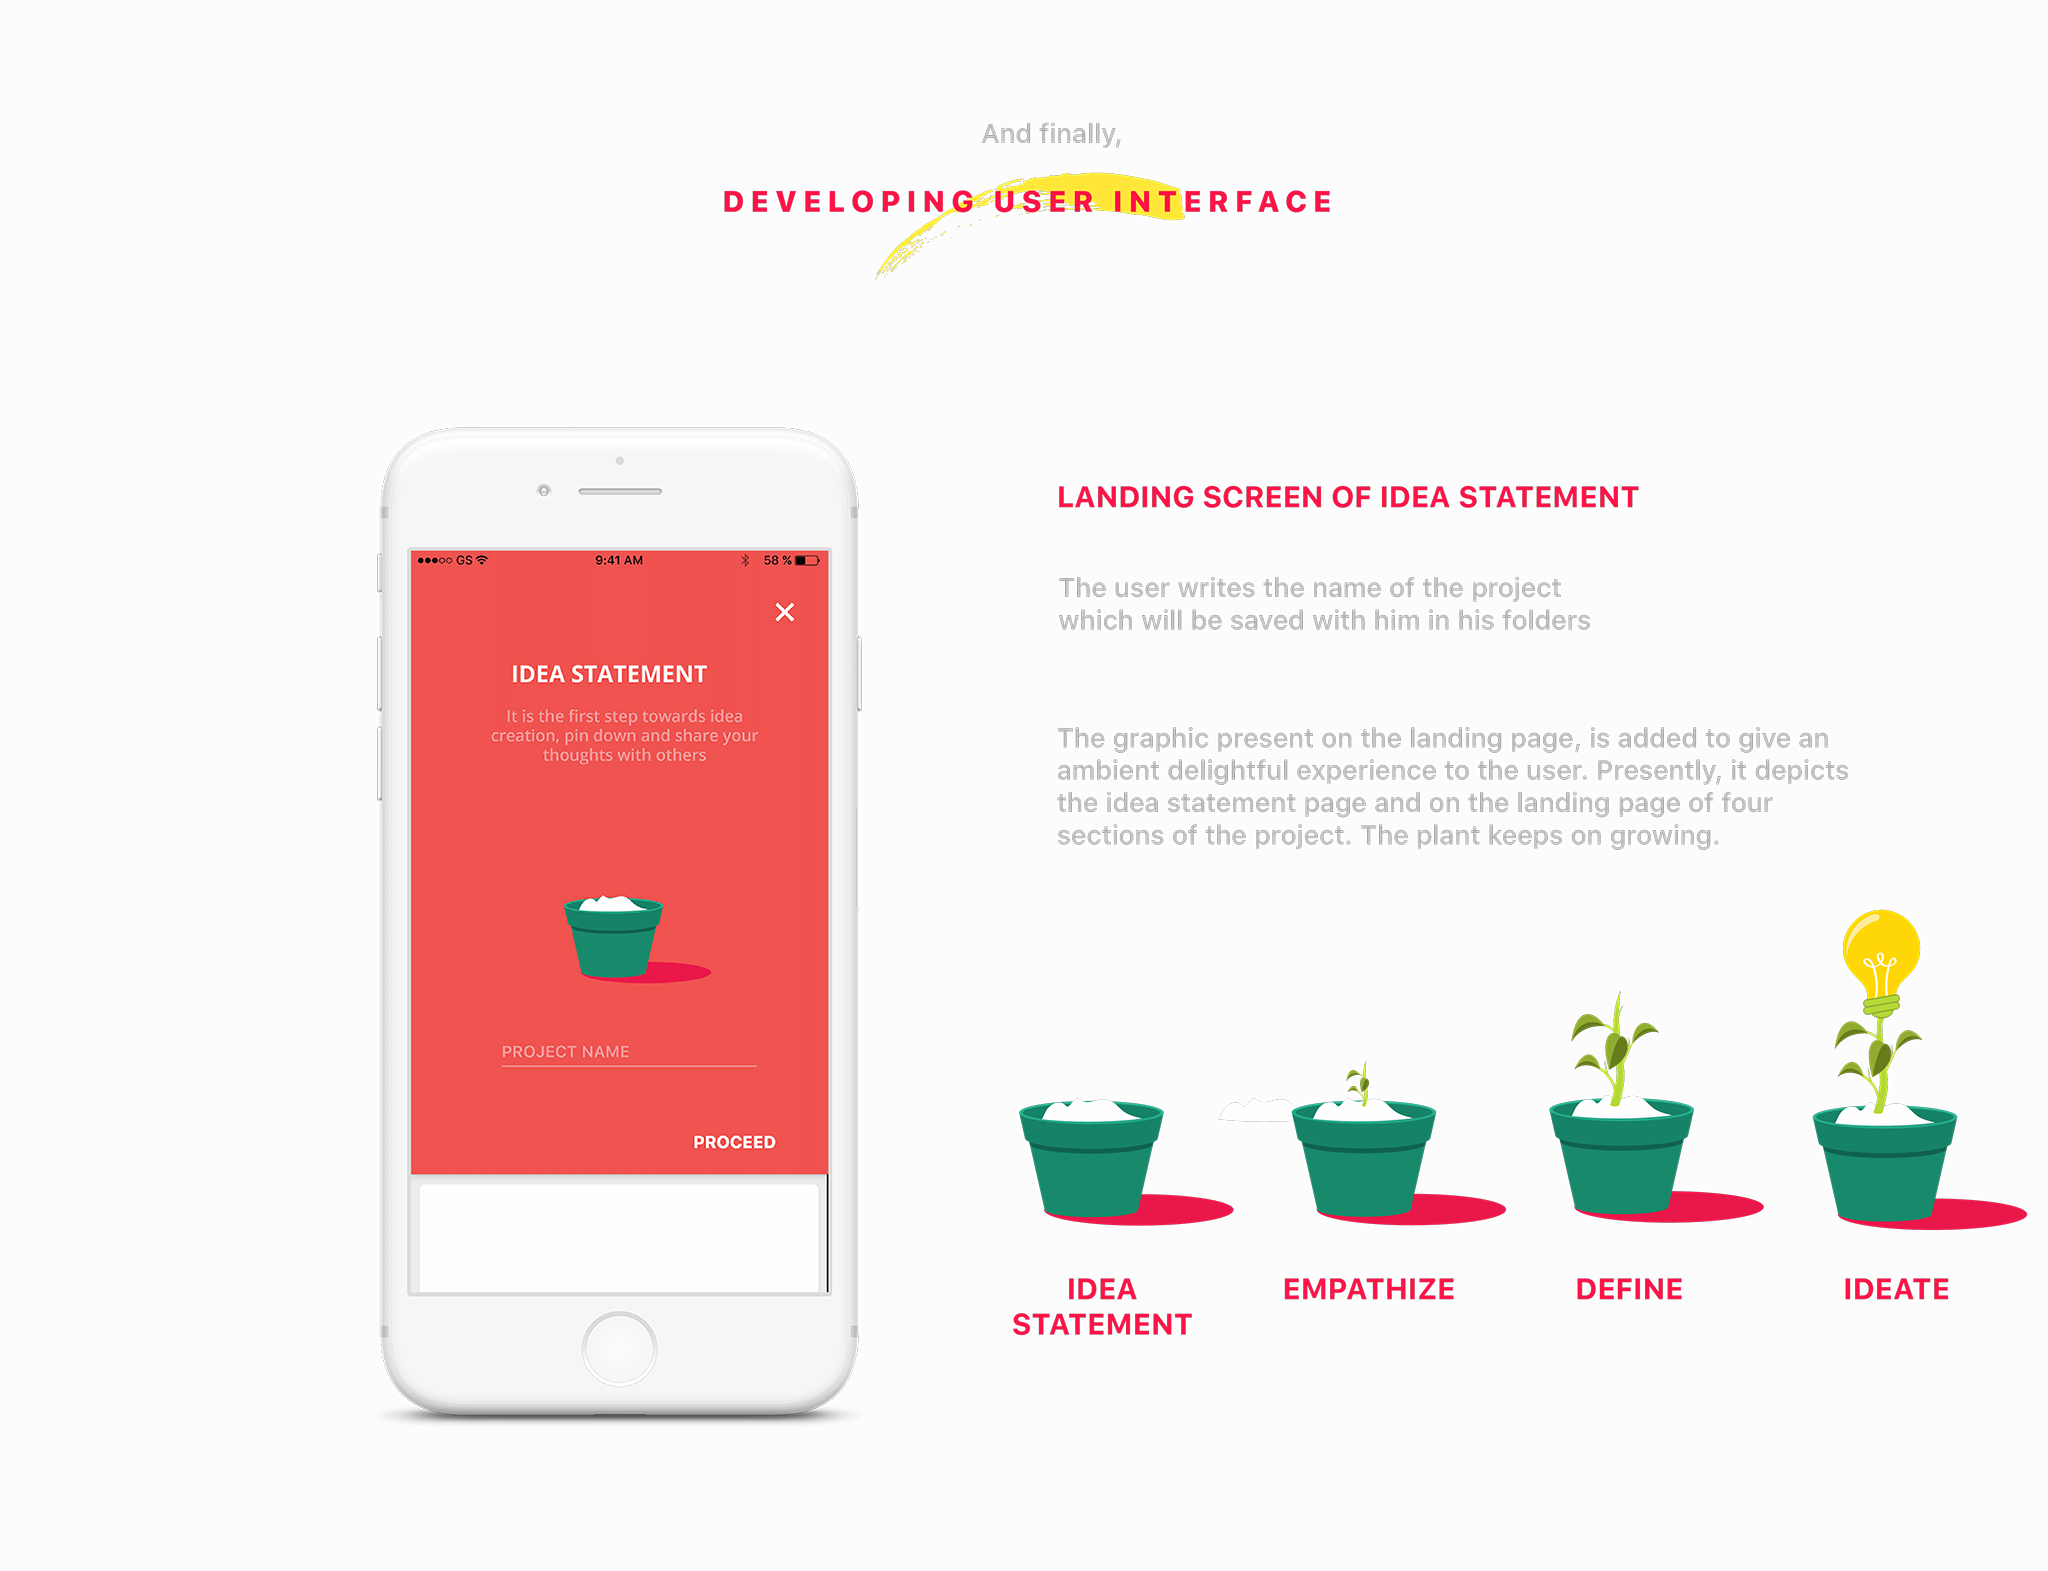 And finally,
DEVELOPING USER INTERFACE
GS 9:41 AM 58 %
IDEA STATEMENT
It is the first step towards idea
creation, pin down and share your
thoughts with others
PROJECT NAME
PROCEED
LANDING SCREEN OF IDEA STATEMENT
The user writes the name of the project
which will be saved with him in his folders
The graphic present on the landing page, is added to give an
ambient delightful experience to the user. Presently, it depicts
the idea statement page and on the landing page of four
sections of the project. The plant keeps on growing.
IDEA
STATEMENT
EMPATHIZE
DEFINE
IDEATE